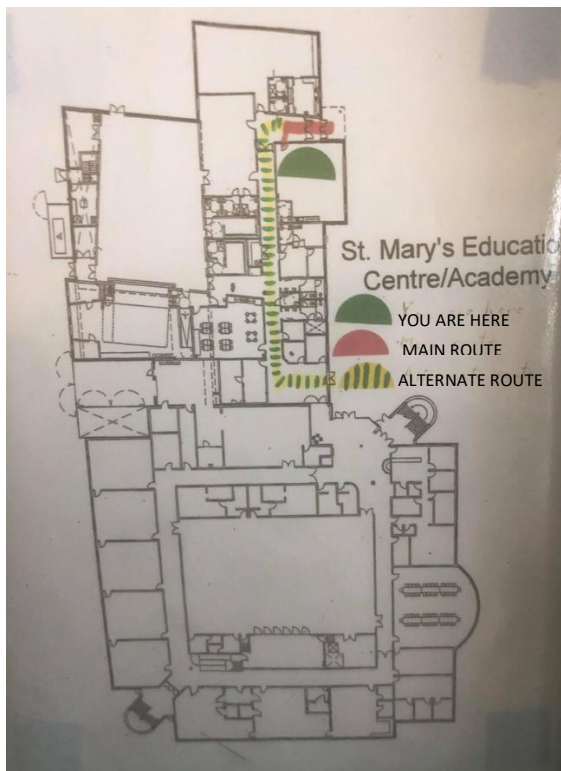 St. Mary's Educatio
Centre/Academy
YOU ARE HERE
MAIN ROUTE
ALTERNATE ROUTE